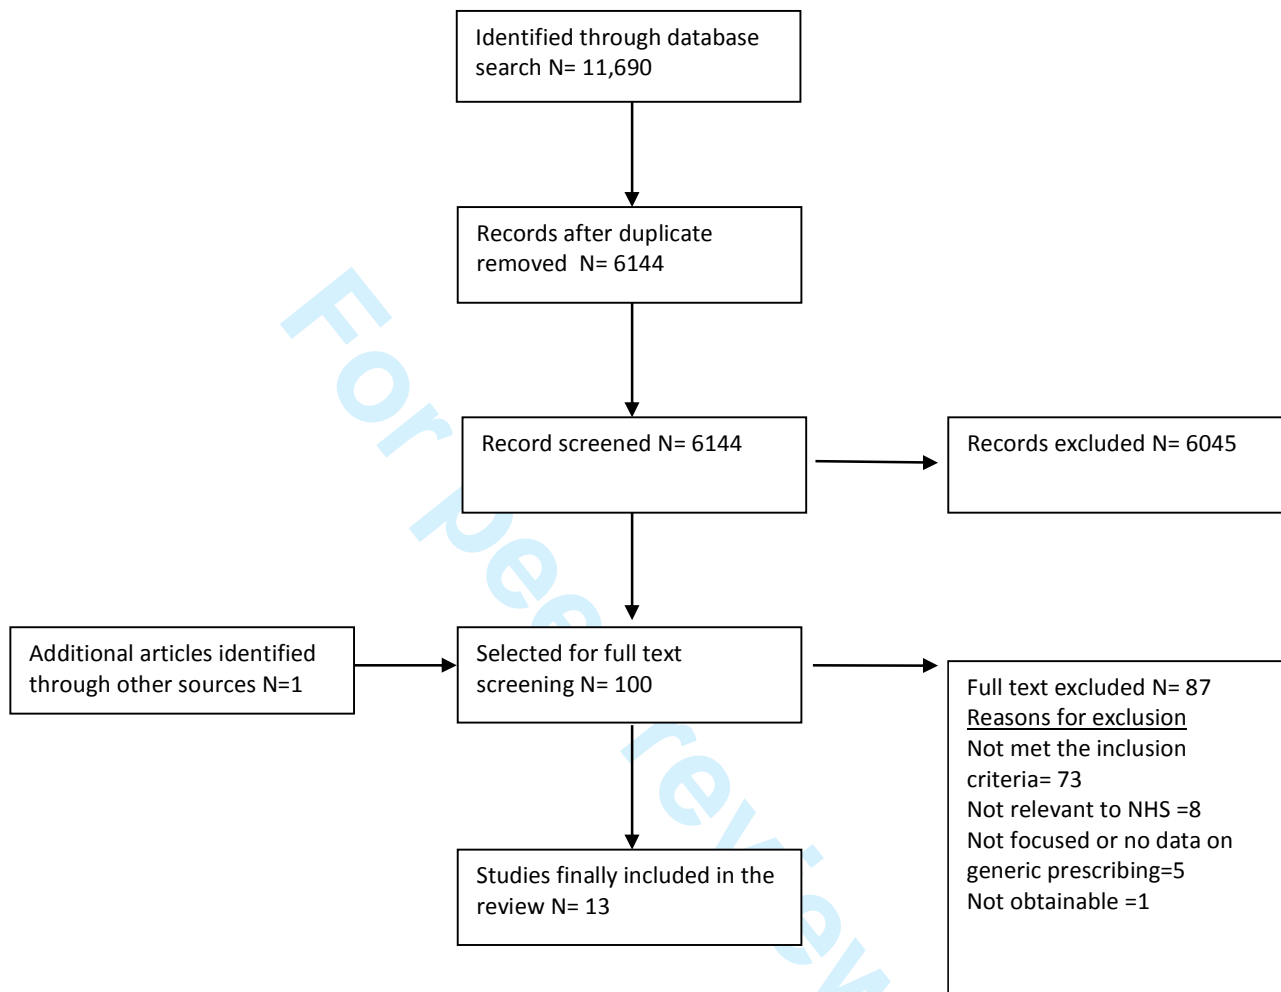 Identified through database
search N= 11,690
Records after duplicate
removed  N= 6144
Record screened N= 6144
Records excluded N= 6045
Additional articles identified
through other sources N=1
Selected for full text
screening N= 100
Full text excluded N= 87
Reasons for exclusion
Not met the inclusion
criteria= 73
Not relevant to NHS =8
Not focused or no data on
generic prescribing=5
Not obtainable =1
Studies finally included in the
review N= 13
For peer review